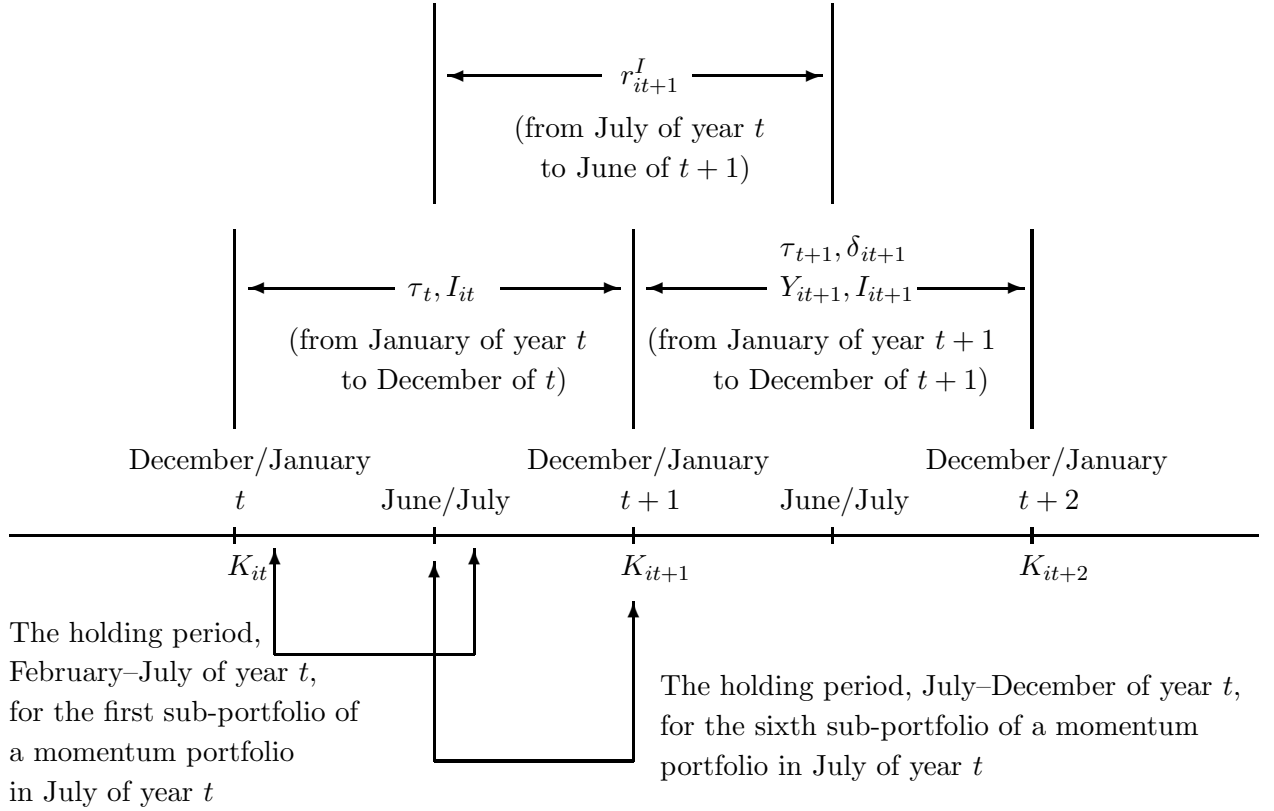 $r^{I}_{it+1}$
(from July of year $t$
to June of $t+1$)
$\tau_{t+1}, \delta_{it+1}$
$\tau_t, I_{it}$
$Y_{it+1}, I_{it+1}$
(from January of year $t$
to December of $t$)
(from January of year $t+1$
to December of $t+1$)
December/January
$t$
June/July
December/January
$t+1$
June/July
December/January
$t+2$
$K_{it}$
$K_{it+1}$
$K_{it+2}$
The holding period,
February–July of year $t$,
for the first sub-portfolio of
a momentum portfolio
in July of year $t$
The holding period, July–December of year $t$,
for the sixth sub-portfolio of a momentum
portfolio in July of year $t$